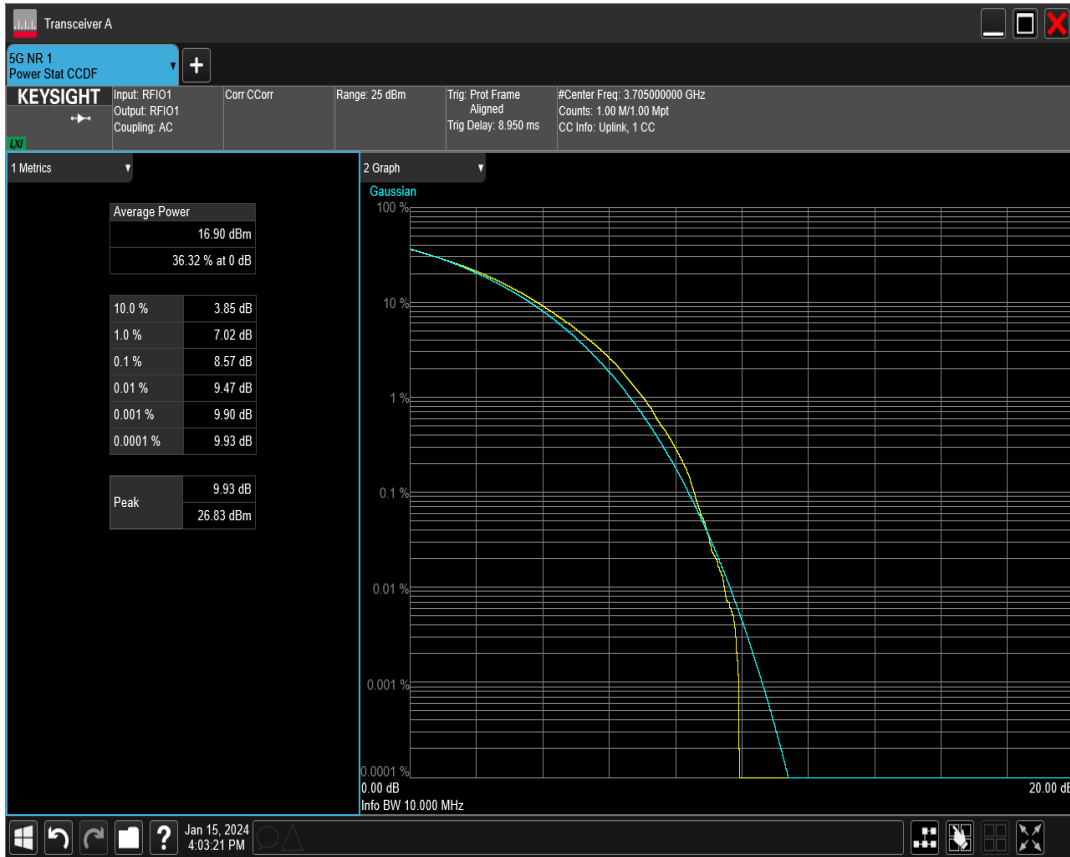 Transceiver A
5G NR 1
Power Stat CCDF
+
KEYSIGHT
LXI
Input: RFIO1
Output: RFIO1
Coupling: AC
Corr CCorr
Range: 25 dBm
Trig: Prot Frame
Aligned
Trig Delay: 8.950 ms
#Center Freq: 3.705000000 GHz
Counts: 1.00 M/1.00 Mpt
CC Info: Uplink, 1 CC
1 Metrics
Average Power
16.90 dBm
36.32 % at 0 dB
10.0 % 3.85 dB
1.0 % 7.02 dB
0.1 % 8.57 dB
0.01 % 9.47 dB
0.001 % 9.90 dB
0.0001 % 9.93 dB
Peak
9.93 dB
26.83 dBm
2 Graph
Gaussian
100 %
10 %
1 %
0.1 %
0.01 %
0.001 %
0.0001 %
0.00 dB 20.00 dB
Info BW 10.000 MHz
?
Jan 15, 2024
4:03:21 PM